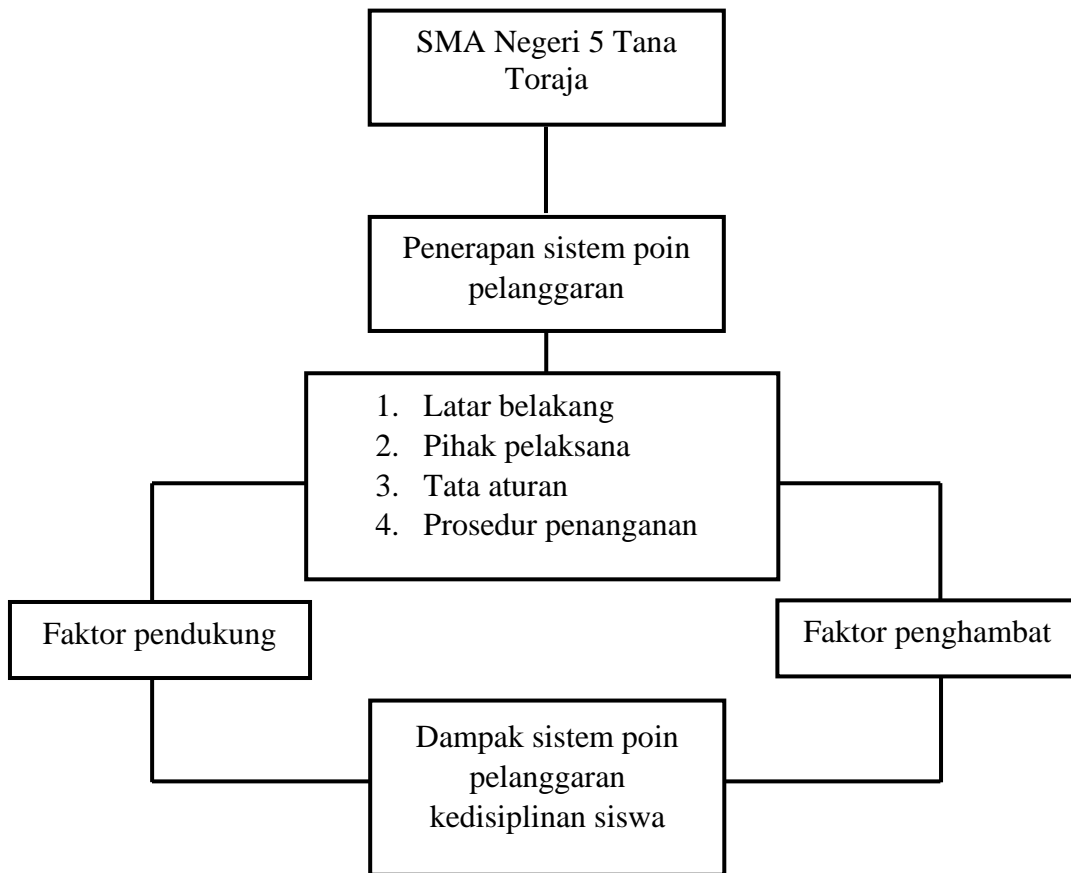 SMA Negeri 5 Tana
Toraja
Penerapan sistem poin
pelanggaran
1. Latar belakang
2. Pihak pelaksana
3. Tata aturan
4. Prosedur penanganan
Faktor pendukung
Faktor penghambat
Dampak sistem poin
pelanggaran
kedisiplinan siswa